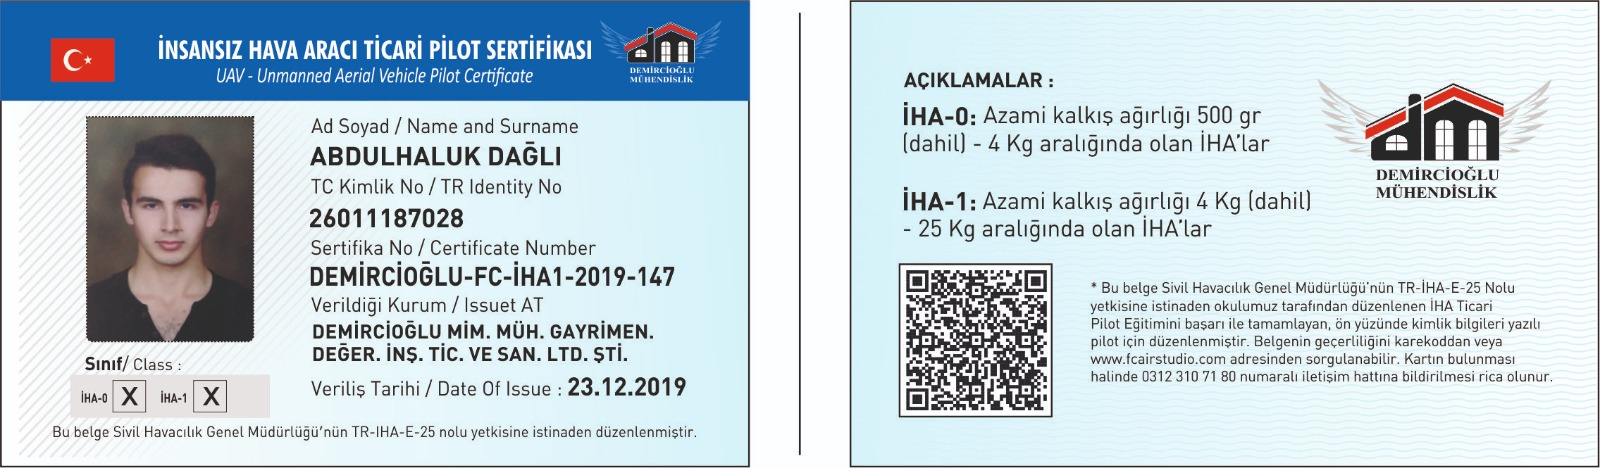 İNSANSIZ HAVA ARACI TİCARİ PİLOT SERTİFİKASI
UAV - Unmanned Aerial Vehicle Pilot Certificate
DEMİRCİOĞLU
MÜHENDİSLİK
Ad Soyad / Name and Surname
ABDULHALUK DAĞLI
TC Kimlik No / TR Identity No
26011187028
Sertifika No / Certificate Number
DEMİRCİOĞLU-FC-İHA1-2019-147
Verildiği Kurum / Issuet AT
DEMİRCİOĞLU MİM. MÜH. GAYRİMEN.
DEĞER. İNŞ. TİC. VE SAN. LTD. ŞTİ.
Veriliş Tarihi / Date Of Issue : 23.12.2019
Sınıf/ Class :
İHA-0 X İHA-1 X
Bu belge Sivil Havacılık Genel Müdürlüğü'nün TR-IHA-E-25 nolu yetkisine istinaden düzenlenmiştir.
AÇIKLAMALAR :
İHA-0: Azami kalkış ağırlığı 500 gr
(dahil) - 4 Kg aralığında olan İHA'lar
İHA-1: Azami kalkış ağırlığı 4 Kg (dahil)
- 25 Kg aralığında olan İHA'lar
DEMİRCİOĞLU
MÜHENDİSLİK
* Bu belge Sivil Havacılık Genel Müdürlüğü'nün TR-İHA-E-25 Nolu
yetkisine istinaden okulumuz tarafından düzenlenen İHA Ticari
Pilot Eğitimini başarı ile tamamlayan, ön yüzünde kimlik bilgileri yazılı
pilot için düzenlenmiştir. Belgenin geçerliliğini karekoddan veya
www.fcairstudio.com adresinden sorgulanabilir. Kartın bulunması
halinde 0312 310 71 80 numaralı iletişim hattına bildirilmesi rica olunur.